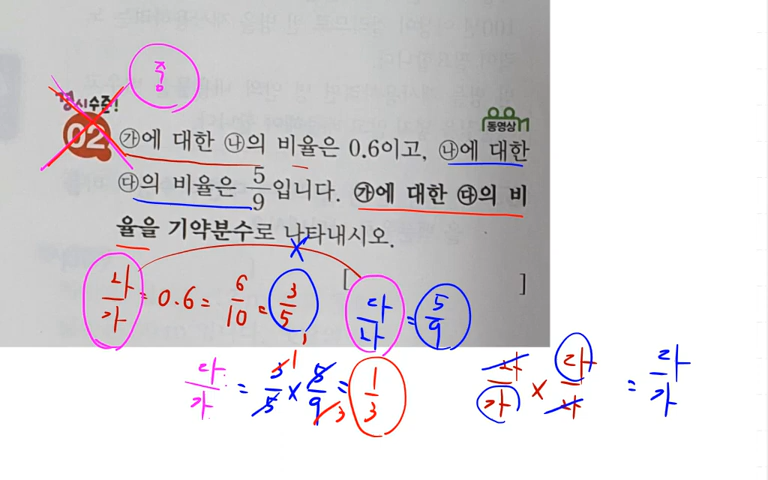 중
경시수준!
02
동영상
㉮에 대한 ㉯의 비율은 0.6이고, ㉯에 대한
㉰의 비율은 5/9입니다. ㉮에 대한 ㉰의 비
율을 기약분수로 나타내시오.
[ ]
나/가 = 0.6 = 6/10 = 3/5 × 다/나 = 5/9
다/가 = 3/5 × 5/9 = 1/3
나/가 × 다/나 = 다/가